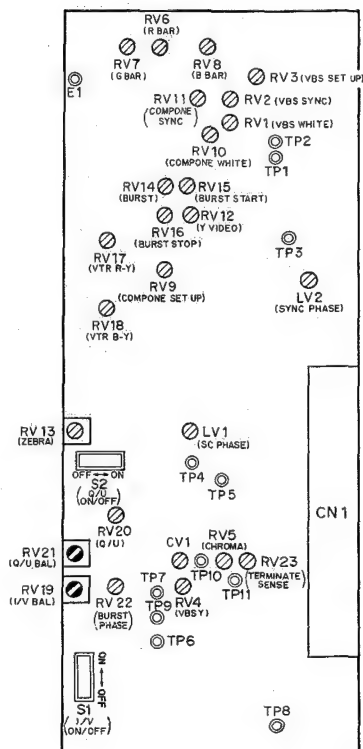 RV6
(R BAR)
RV7
(G BAR)
RV8
(B BAR)
E1
RV3 (VBS SET UP)
RV11
(COMPONE SYNC)
RV2 (VBS SYNC)
RV1 (VBS WHITE)
RV10
(COMPONE WHITE)
TP2
TP1
RV14
(BURST)
RV15
(BURST START)
RV16
(BURST STOP)
RV12
(Y VIDEO)
RV17
(VTR R-Y)
TP3
RV9
(COMPONE SET UP)
LV2
(SYNC PHASE)
RV18
(VTR B-Y)
RV13
(ZEBRA)
LV1
(SC PHASE)
OFF ↔ ON
S2
(Q/U ON/OFF)
TP4
TP5
CN1
RV20
(Q/U)
RV21
(Q/U BAL)
CV1
RV5
(CHROMA)
TP10
RV23
(TERMINATE SENSE)
RV19
(I/V BAL)
RV22
(BURST PHASE)
TP7
TP9
RV4
(VBSY)
TP11
TP6
ON ↔ OFF
S1
(I/V ON/OFF)
TP8